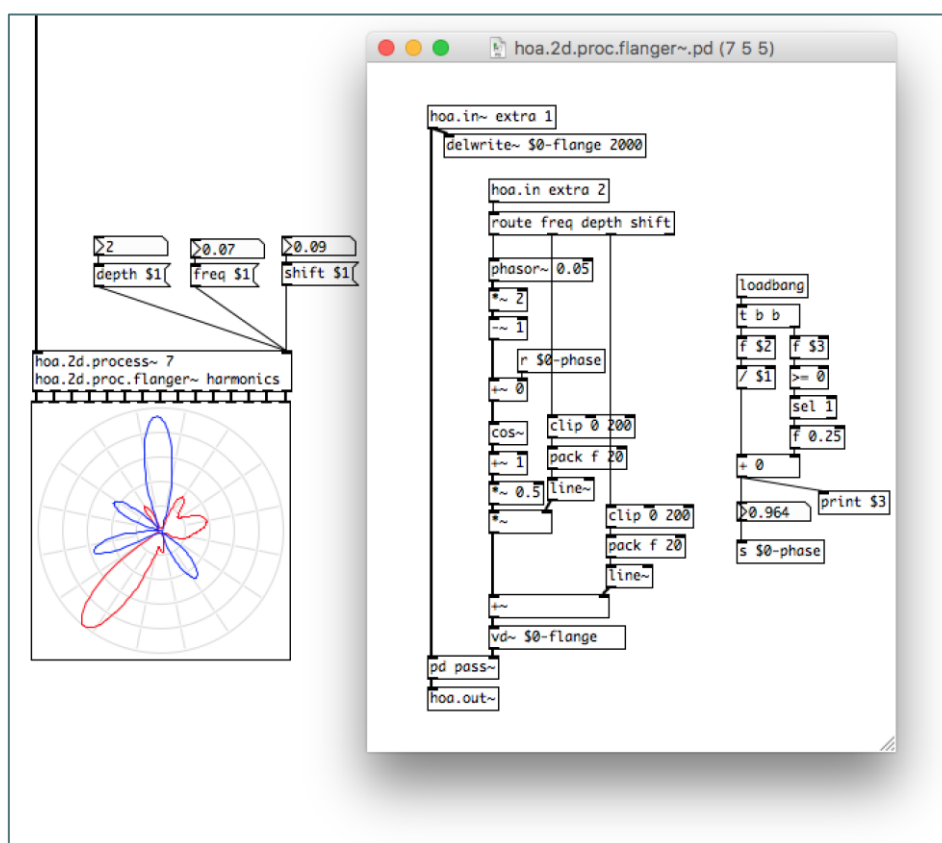 hoa.2d.proc.flanger~.pd (7 5 5)
2
0.07
0.09
depth $1
freq $1
shift $1
hoa.2d.process~ 7
hoa.2d.proc.flanger~ harmonics
hoa.in~ extra 1
delwrite~ $0-flange 2000
hoa.in extra 2
route freq depth shift
phasor~ 0.05
*~ 2
-~ 1
r $0-phase
+~ 0
cos~
clip 0 200
+~ 1
pack f 20
*~ 0.5
line~
*~
clip 0 200
pack f 20
line~
+~
vd~ $0-flange
pd pass~
hoa.out~
loadbang
t b b
f $2
f $3
/ $1
>= 0
sel 1
f 0.25
+ 0
print $3
0.964
s $0-phase